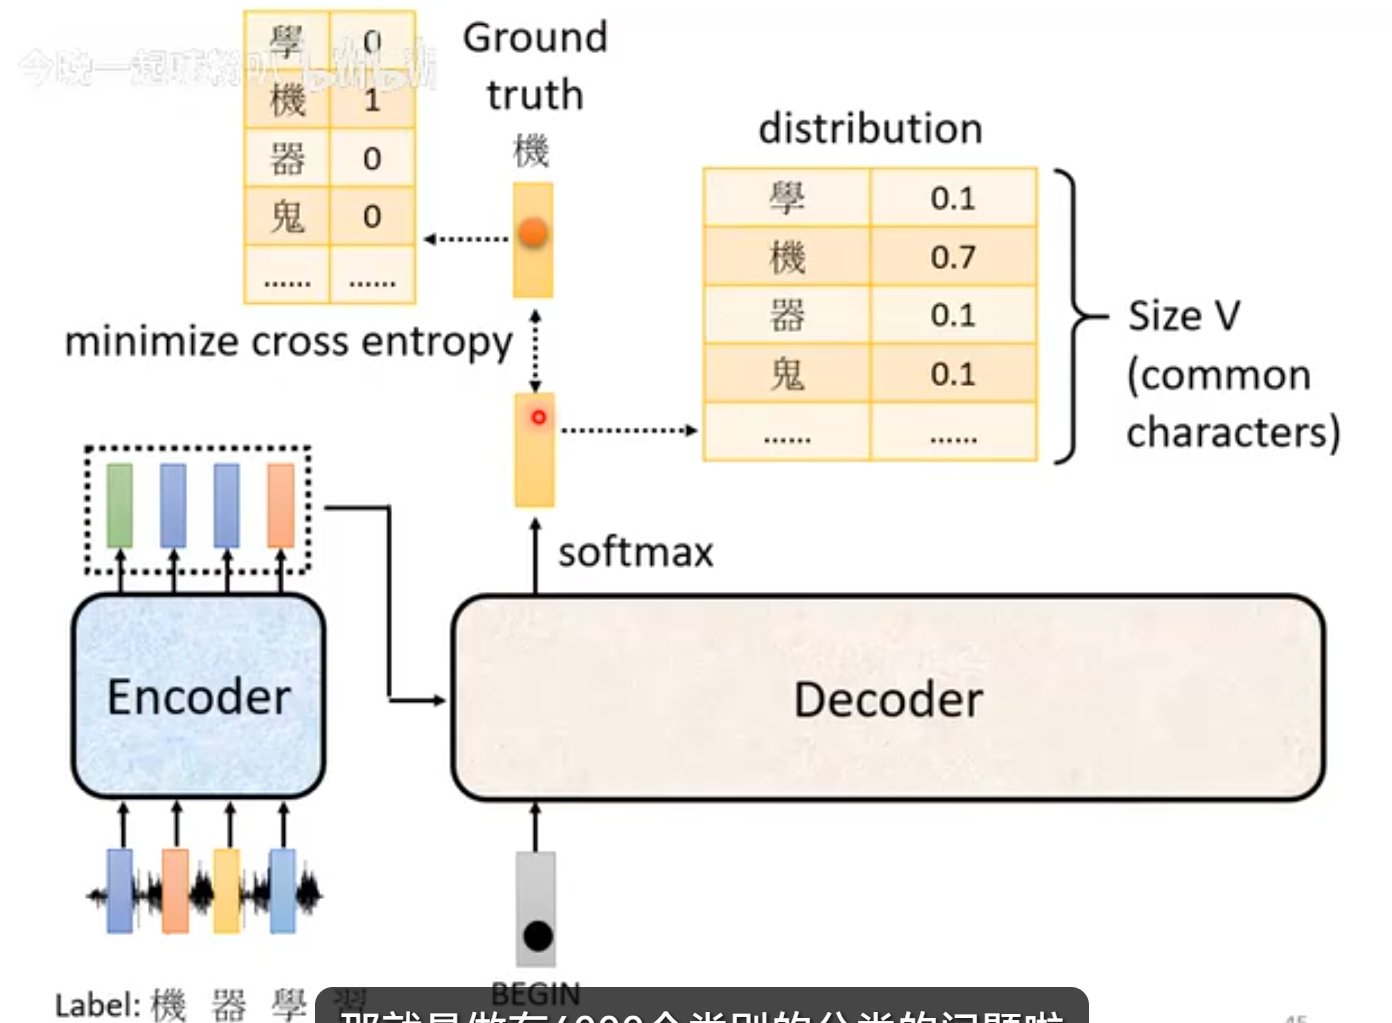 Ground
truth
機
學 0
機 1
器 0
鬼 0
...... ......
minimize cross entropy
distribution
學 0.1
機 0.7
器 0.1
鬼 0.1
...... ......
Size V
(common
characters)
softmax
Encoder
Decoder
BEGIN
Label: 機 器 學 習